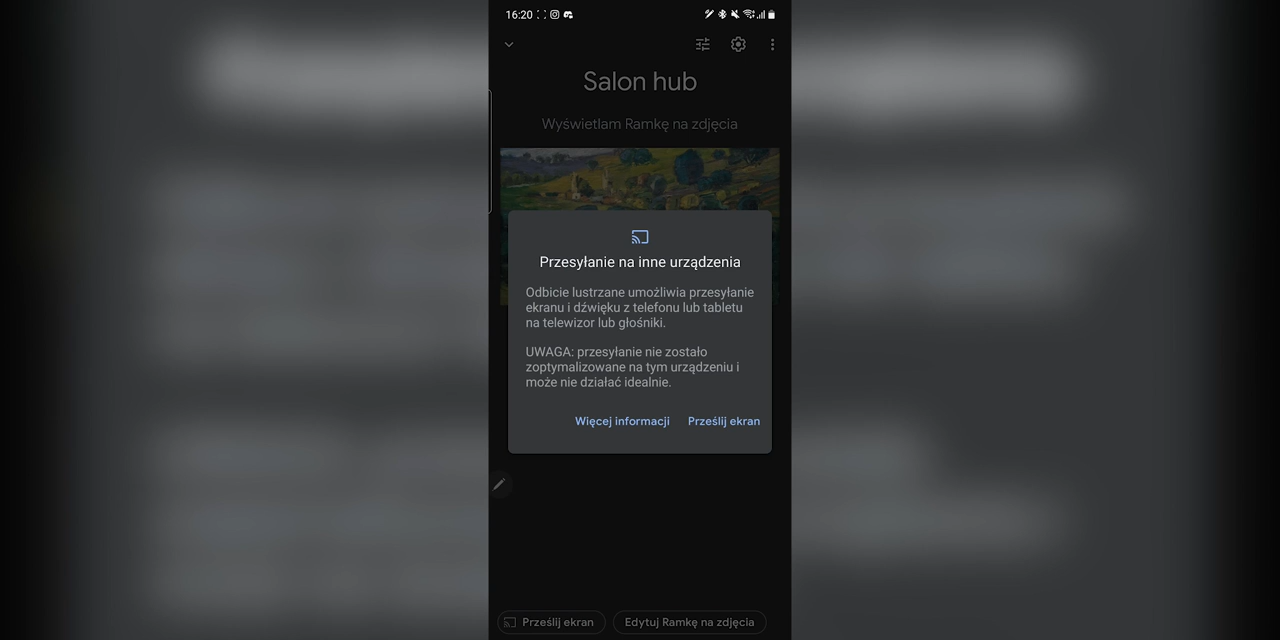 16:20
Salon hub
Wyświetlam Ramkę na zdjęcia
Przesyłanie na inne urządzenia
Odbicie lustrzane umożliwia przesyłanie
ekranu i dźwięku z telefonu lub tabletu
na telewizor lub głośniki.
UWAGA: przesyłanie nie zostało
zoptymalizowane na tym urządzeniu i
może nie działać idealnie.
Więcej informacji Prześlij ekran
Prześlij ekran Edytuj Ramkę na zdjęcia